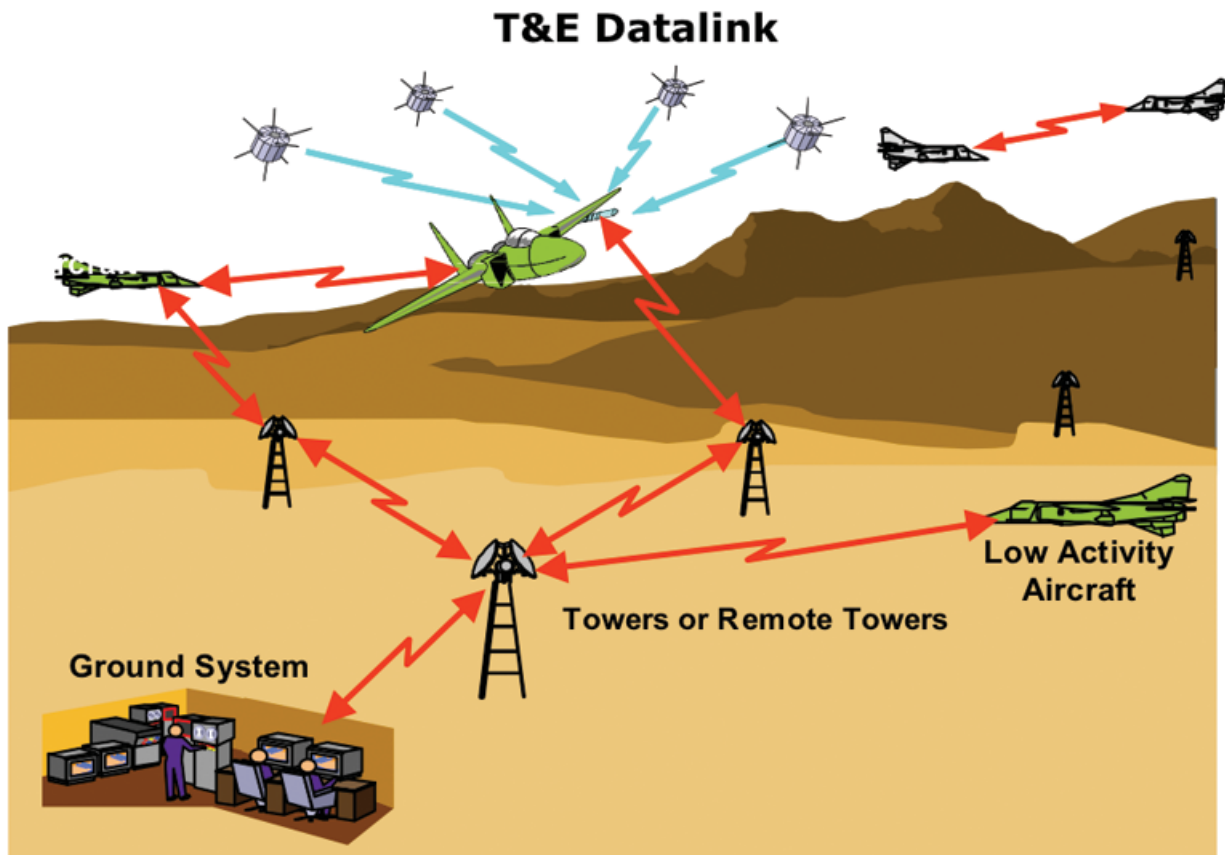 T&E Datalink
Low Activity
Aircraft
Towers or Remote Towers
Ground System